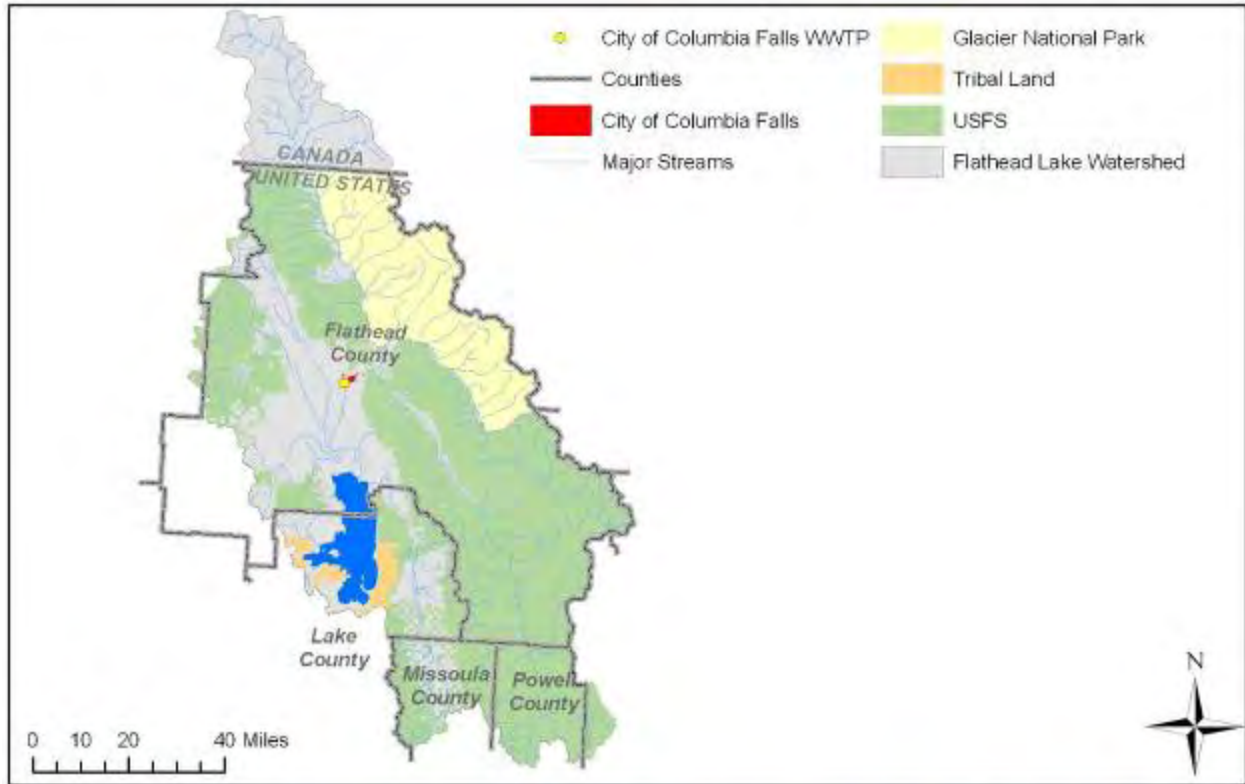 City of Columbia Falls WWTP
Counties
City of Columbia Falls
Major Streams
Glacier National Park
Tribal Land
USFS
Flathead Lake Watershed
CANADA
UNITED STATES
Flathead
County
Lake
County
Missoula
County
Powell
County
0 10 20 40 Miles
N